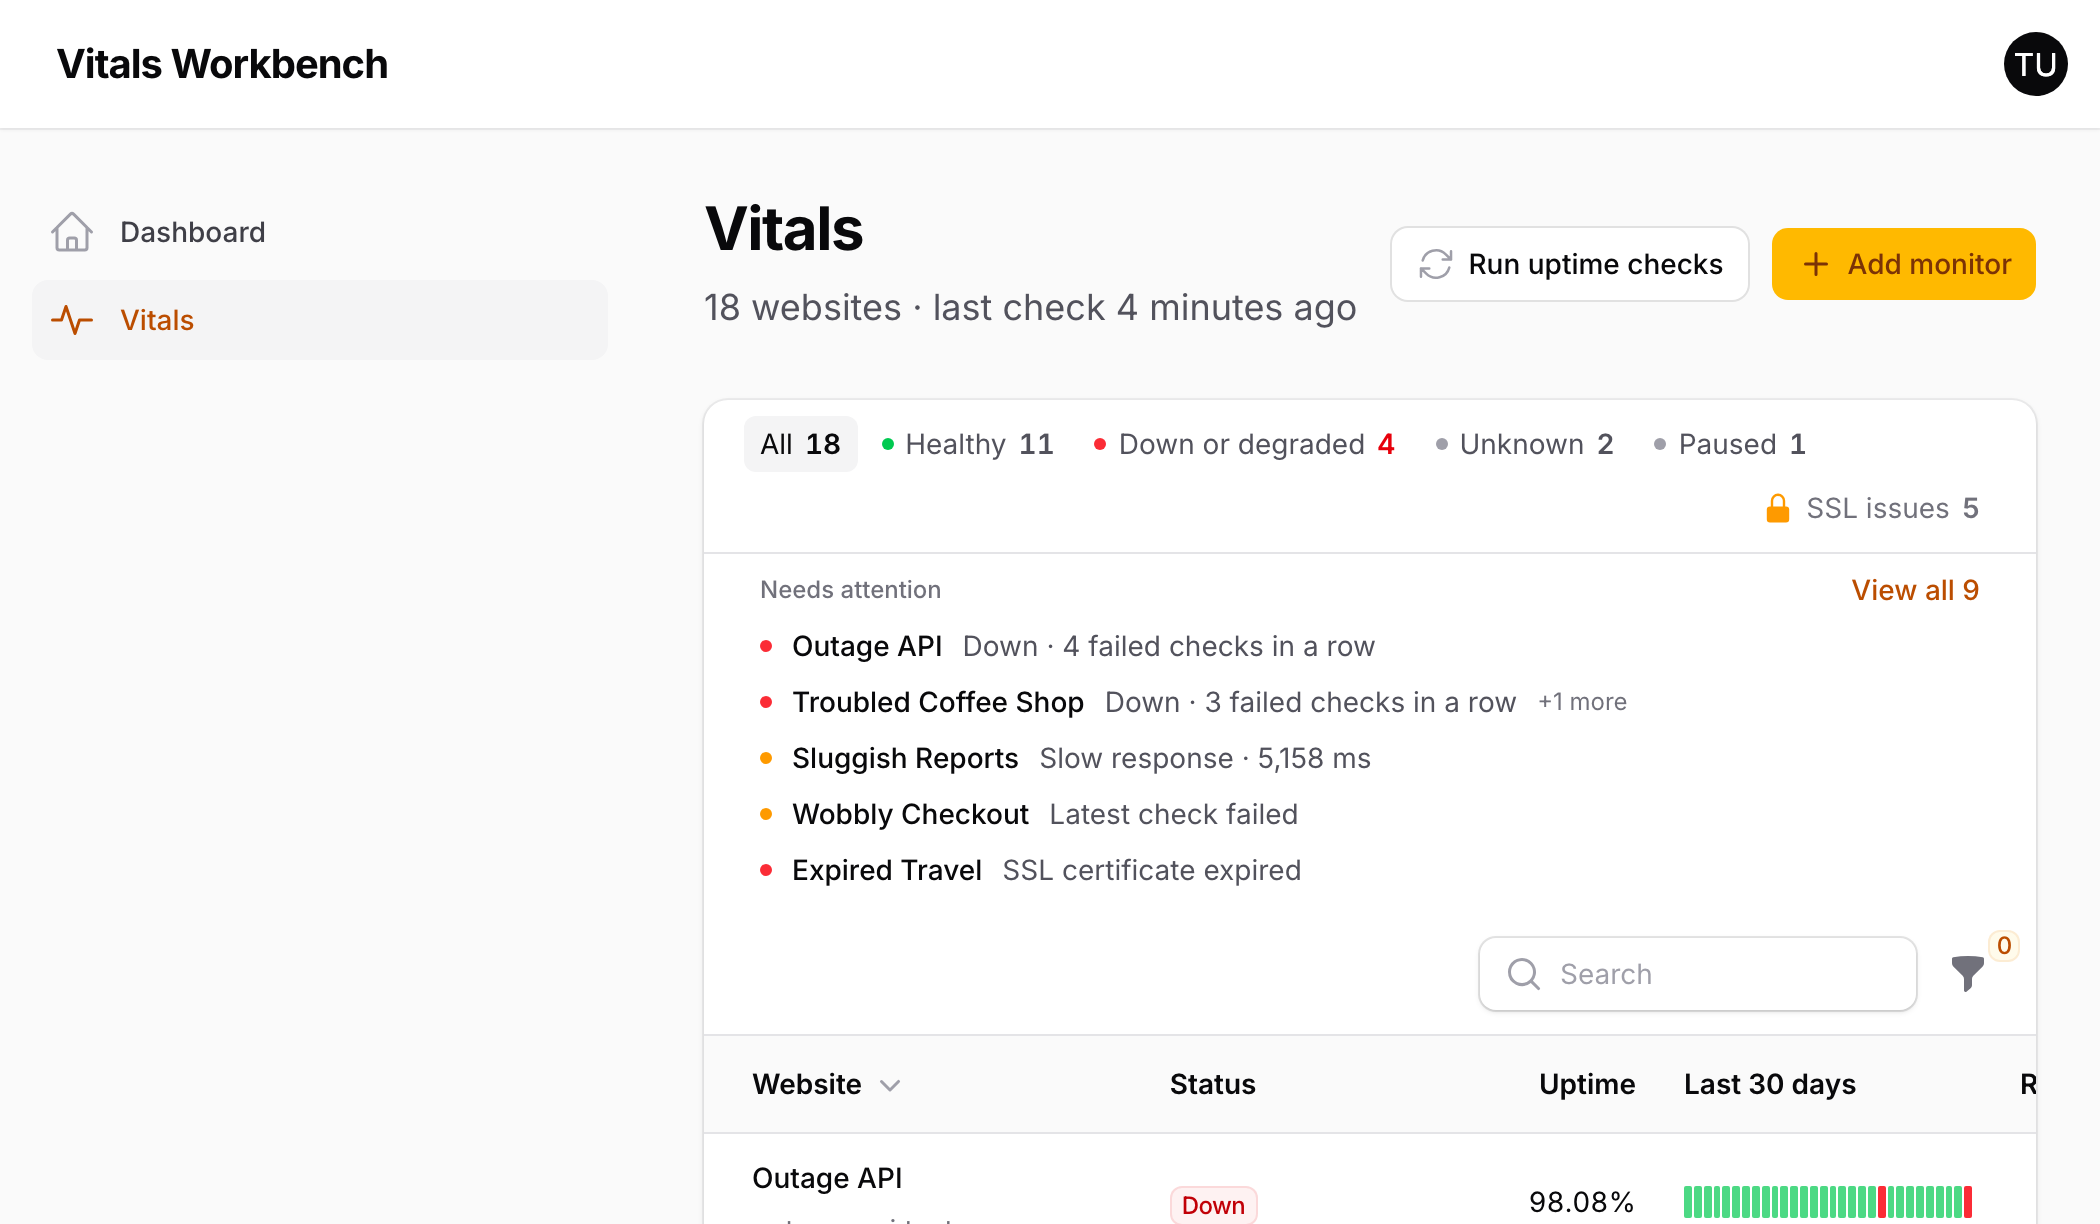 Vitals Workbench
TU
Dashboard
Vitals
Vitals
18 websites · last check 4 minutes ago
Run uptime checks
Add monitor
All 18
Healthy 11
Down or degraded 4
Unknown 2
Paused 1
SSL issues 5
Needs attention
View all 9
Outage API Down · 4 failed checks in a row
Troubled Coffee Shop Down · 3 failed checks in a row +1 more
Sluggish Reports Slow response · 5,158 ms
Wobbly Checkout Latest check failed
Expired Travel SSL certificate expired
Search
0
Website Status Uptime Last 30 days
Outage API
Down 98.08%